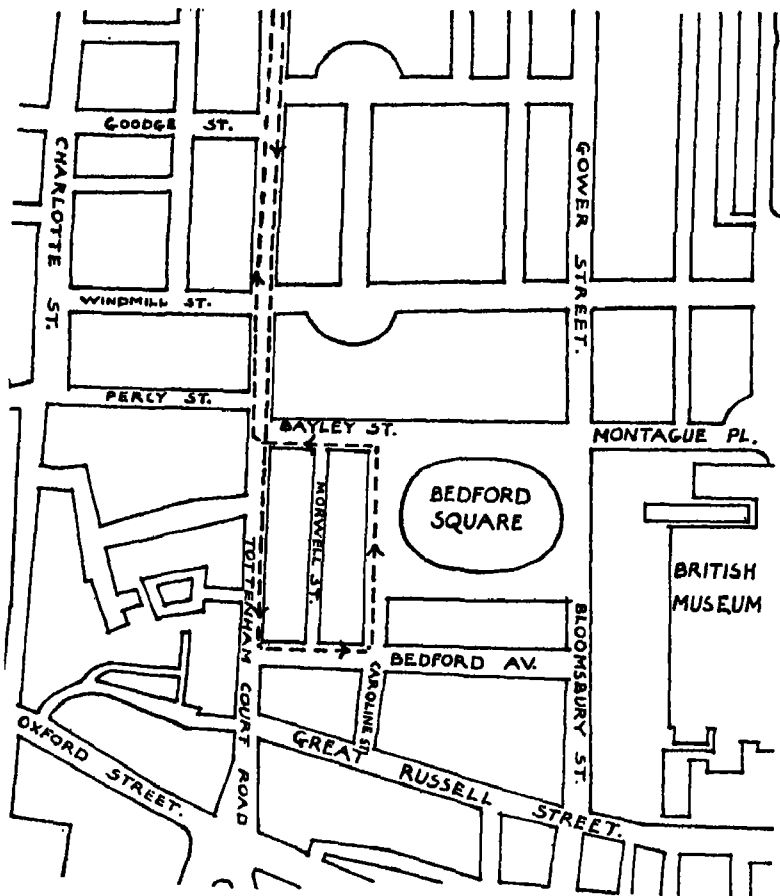 GOODGE ST.
CHARLOTTE ST.
GOWER STREET.
WINDMILL ST.
PERCY ST.
BAYLEY ST.
MONTAGUE PL.
BEDFORD
SQUARE
MORWELL ST.
TOTTENHAM COURT ROAD
BRITISH
MUSEUM
BEDFORD AV.
BLOOMSBURY ST.
CAROLINE ST.
GREAT RUSSELL STREET.
OXFORD STREET.